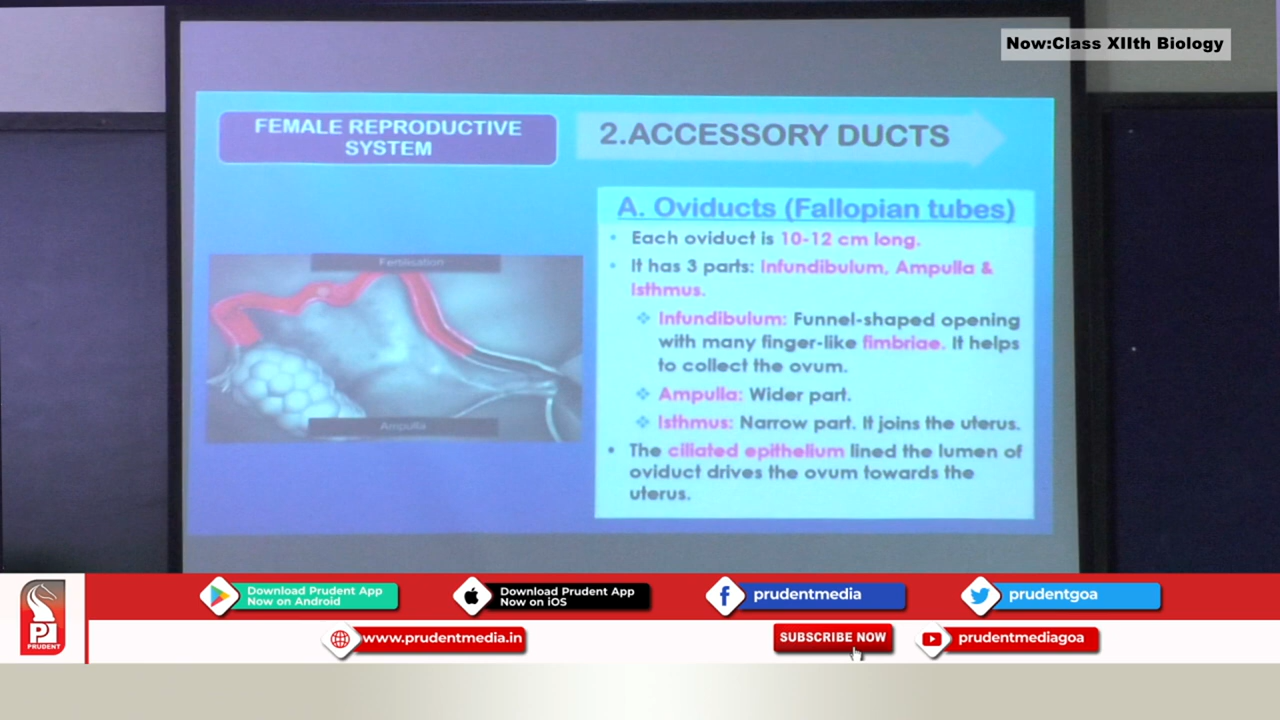 Now:Class XIIth Biology
FEMALE REPRODUCTIVE
SYSTEM
2.ACCESSORY DUCTS
A. Oviducts (Fallopian tubes)
• Each oviduct is 10-12 cm long.
• It has 3 parts: Infundibulum, Ampulla &
Isthmus.
❖ Infundibulum: Funnel-shaped opening
with many finger-like fimbriae. It helps
to collect the ovum.
❖ Ampulla: Wider part.
❖ Isthmus: Narrow part. It joins the uterus.
• The ciliated epithelium lined the lumen of
oviduct drives the ovum towards the
uterus.
Fertilisation
Ampulla
Download Prudent App
Now on Android
Download Prudent App
Now on iOS
prudentmedia
prudentgoa
PRUDENT
www.prudentmedia.in
SUBSCRIBE NOW
prudentmediagoa